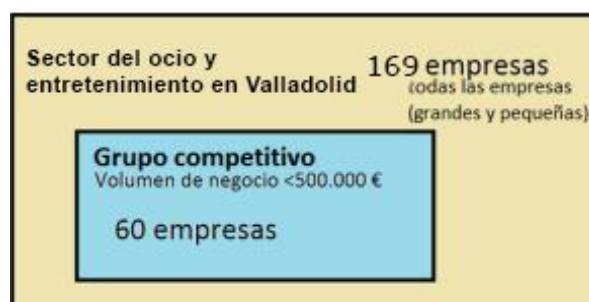 Sector del ocio y
entretenimiento en Valladolid
169 empresas
todas las empresas
(grandes y pequeñas)
Grupo competitivo
Volumen de negocio <500.000 €
60 empresas